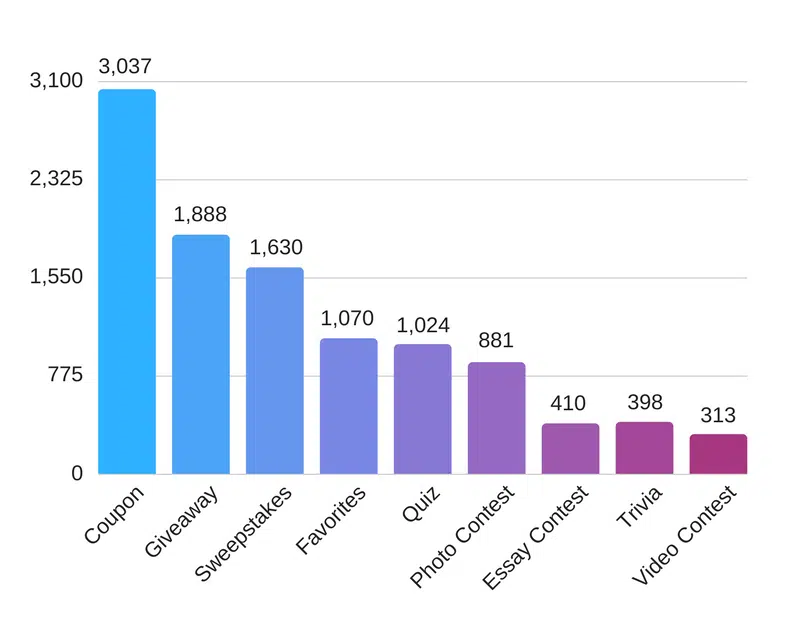 3,037
3,100
2,325
1,888
1,630
1,550
1,070
1,024
881
775
410
398
313
0
Coupon
Giveaway
Sweepstakes
Favorites
Quiz
Photo Contest
Essay Contest
Trivia
Video Contest